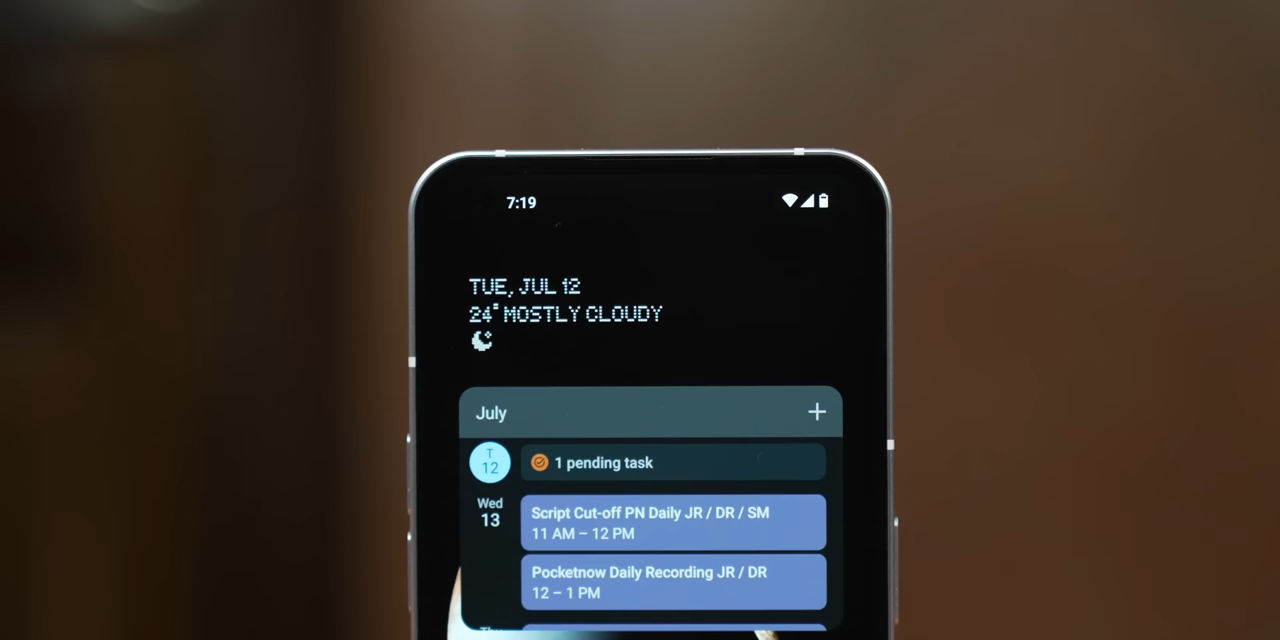 7:19
TUE, JUL 12
24° MOSTLY CLOUDY
July
T
12
1 pending task
Wed
13
Script Cut-off PN Daily JR / DR / SM
11 AM – 12 PM
Pocketnow Daily Recording JR / DR
12 – 1 PM